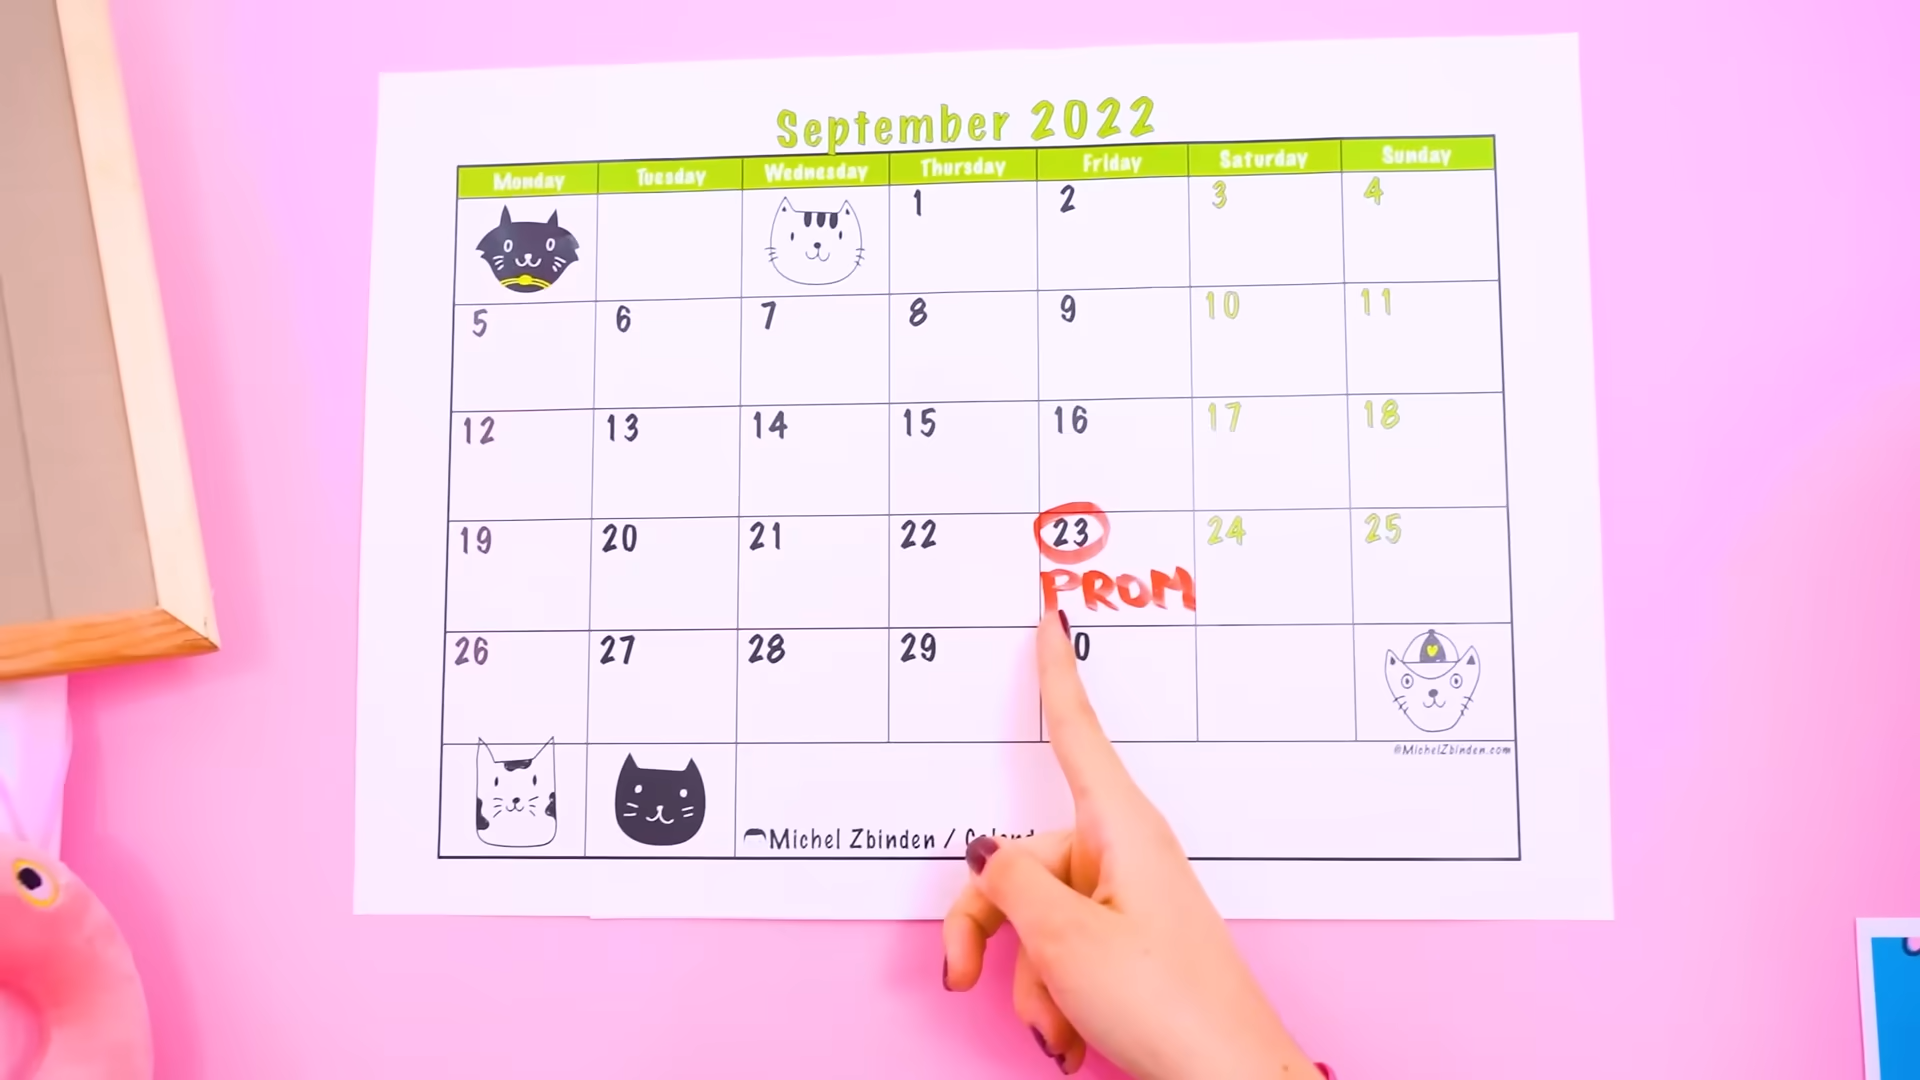 September 2022
Monday Tuesday Wednesday Thursday Friday Saturday Sunday
1 2 3 4
5 6 7 8 9 10 11
12 13 14 15 16 17 18
19 20 21 22 23 24 25
PROM
26 27 28 29
©MichelZbinden.com
Michel Zbinden /